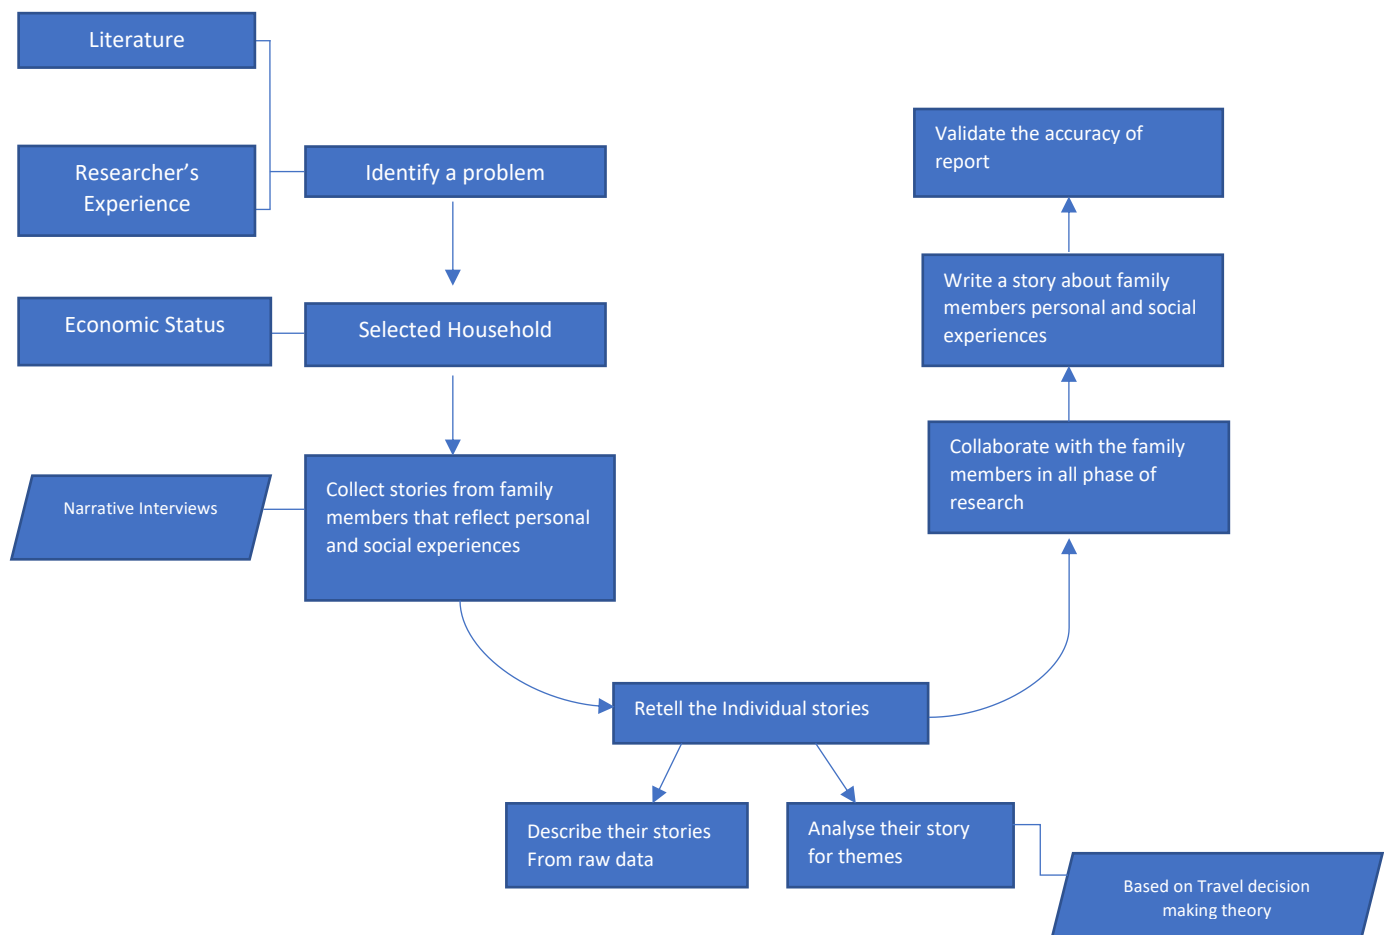 Literature
Researcher’s
Experience
Identify a problem
Economic Status
Selected Household
Narrative Interviews
Collect stories from family
members that reflect personal
and social experiences
Retell the Individual stories
Describe their stories
From raw data
Analyse their story
for themes
Based on Travel decision
making theory
Collaborate with the family
members in all phase of
research
Write a story about family
members personal and social
experiences
Validate the accuracy of
report